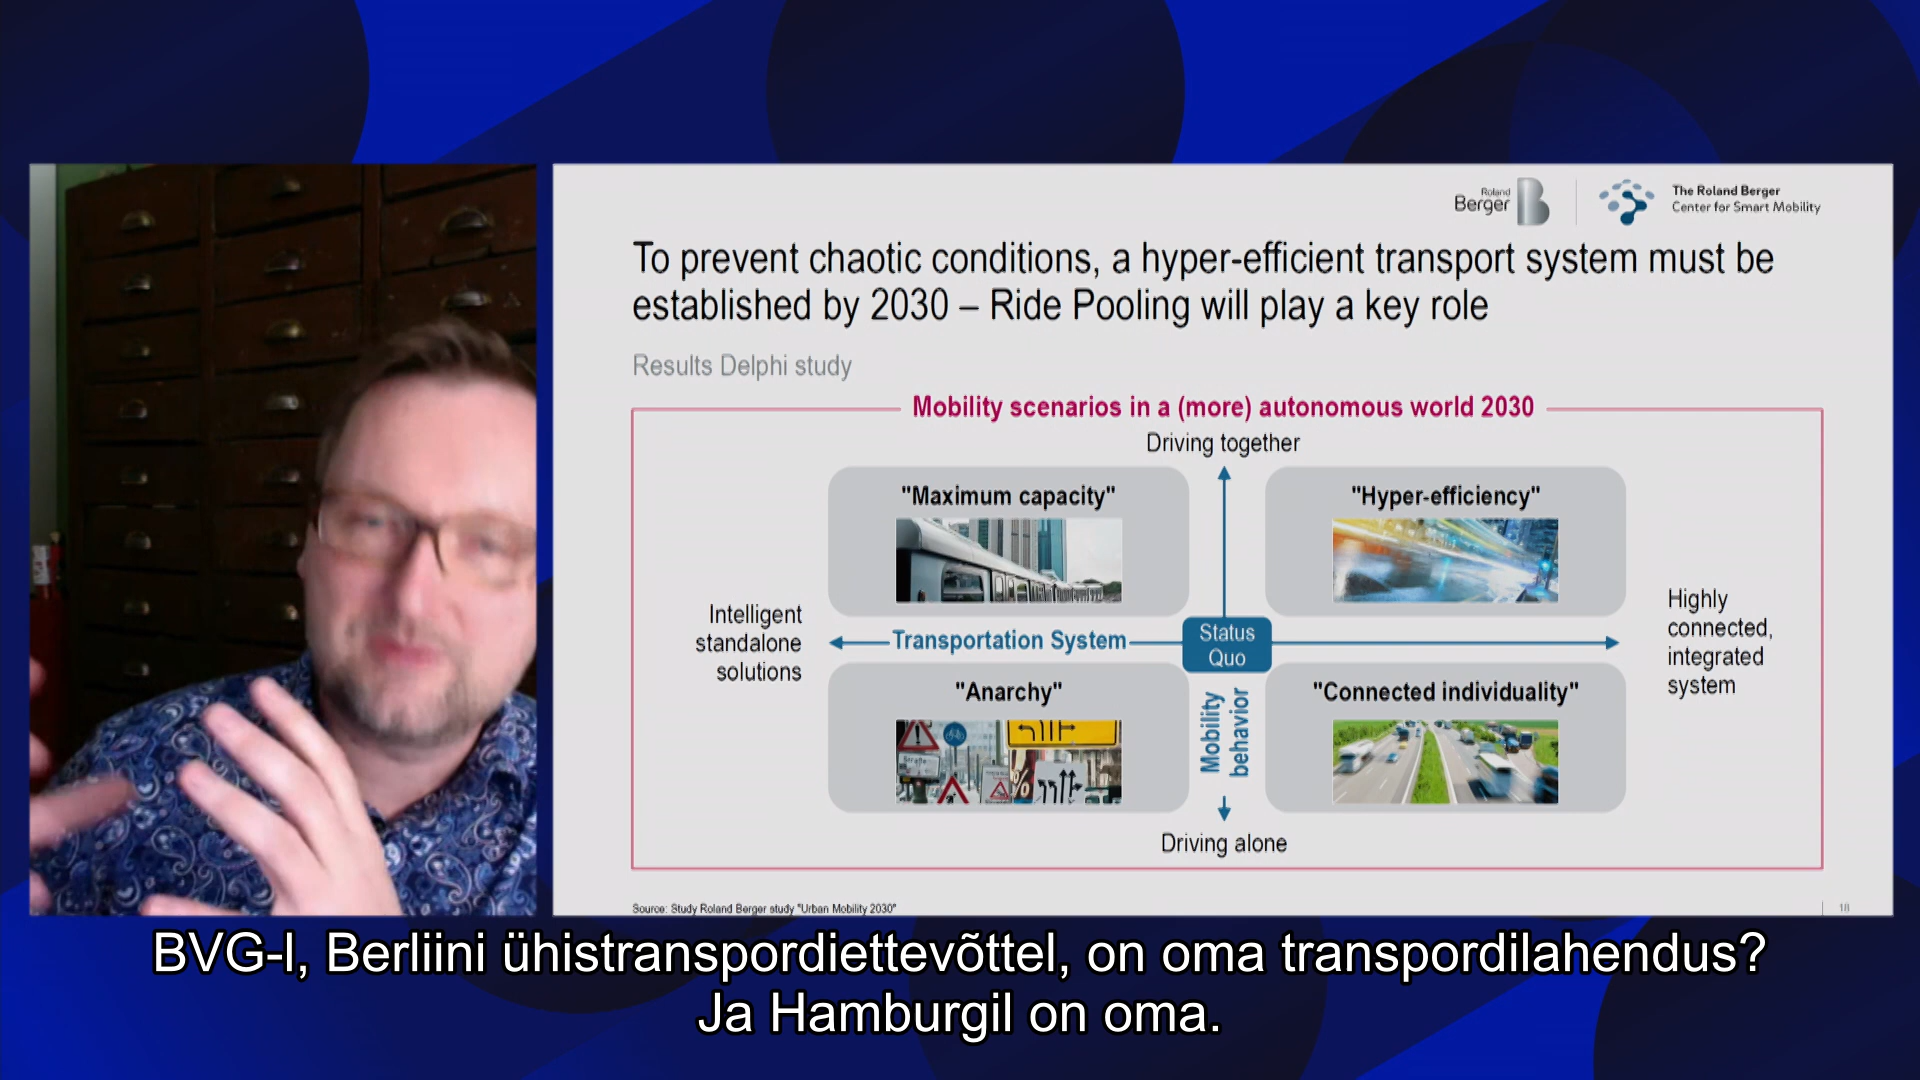 Roland
Berger
The Roland Berger
Center for Smart Mobility
To prevent chaotic conditions, a hyper-efficient transport system must be
established by 2030 – Ride Pooling will play a key role
Results Delphi study
Mobility scenarios in a (more) autonomous world 2030
Driving together
"Maximum capacity"
"Hyper-efficiency"
Intelligent
standalone
solutions
Transportation System
Status
Quo
Highly
connected,
integrated
system
"Anarchy"
"Connected individuality"
Mobility
behavior
Driving alone
Source: Study Roland Berger study "Urban Mobility 2030"
18
BVG-l, Berliini ühistranspordiettevõttel, on oma transpordilahendus?
Ja Hamburgil on oma.